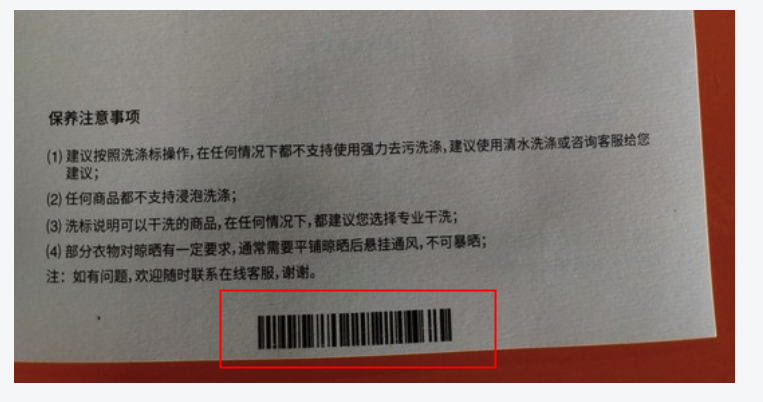 保养注意事项
(1) 建议按照洗涤标操作,在任何情况下都不支持使用强力去污洗涤,建议使用清水洗涤或咨询客服给您
建议；
(2) 任何商品都不支持浸泡洗涤；
(3) 洗标说明可以干洗的商品,在任何情况下,都建议您选择专业干洗；
(4) 部分衣物对晾晒有一定要求,通常需要平铺晾晒后悬挂通风,不可暴晒；
注：如有问题,欢迎随时联系在线客服,谢谢。